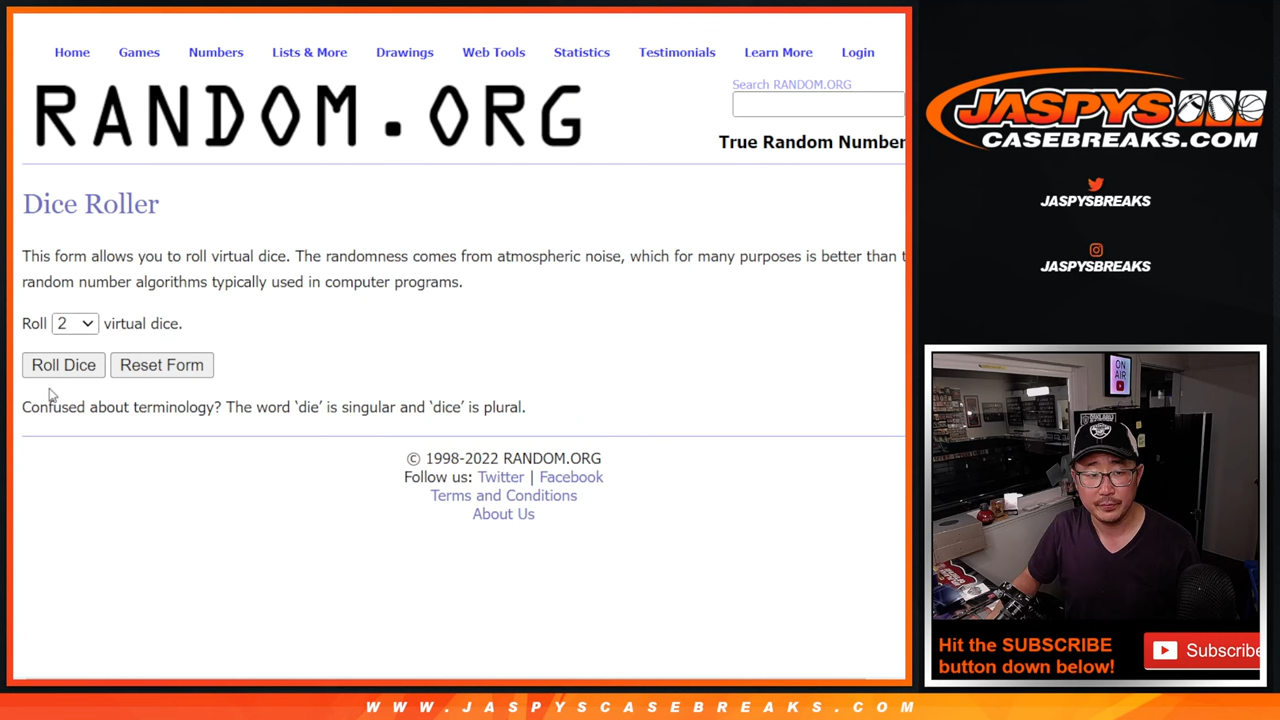 Home Games Numbers Lists & More Drawings Web Tools Statistics Testimonials Learn More Login
RANDOM.ORG
Search RANDOM.ORG
True Random Number
Dice Roller
This form allows you to roll virtual dice. The randomness comes from atmospheric noise, which for many purposes is better than
random number algorithms typically used in computer programs.
Roll 2 virtual dice.
Roll Dice Reset Form
Confused about terminology? The word ‘die’ is singular and ‘dice’ is plural.
© 1998-2022 RANDOM.ORG
Follow us: Twitter | Facebook
Terms and Conditions
About Us
JASPYS
CASEBREAKS.COM
JASPYSBREAKS
JASPYSBREAKS
ON
AIR
Hit the SUBSCRIBE
button down below!
Subscribe
WWW.JASPYSCASEBREAKS.COM